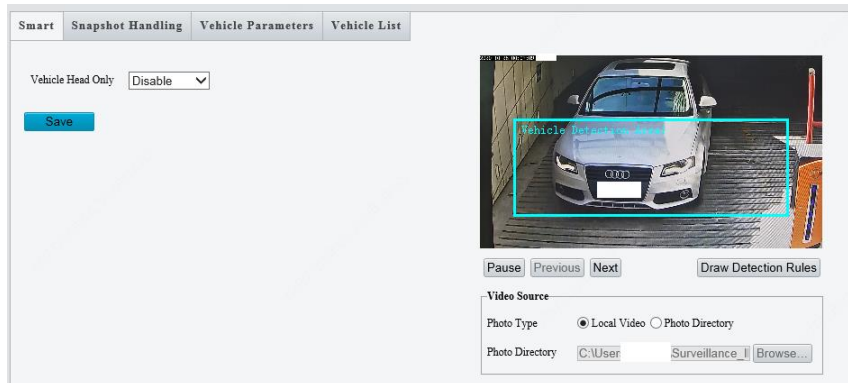 Smart Snapshot Handling Vehicle Parameters Vehicle List
Vehicle Head Only Disable
Save
Vehicle Detection
Pause Previous Next Draw Detection Rules
Video Source
Photo Type Local Video Photo Directory
Photo Directory C:\User Surveillance_I Browse...